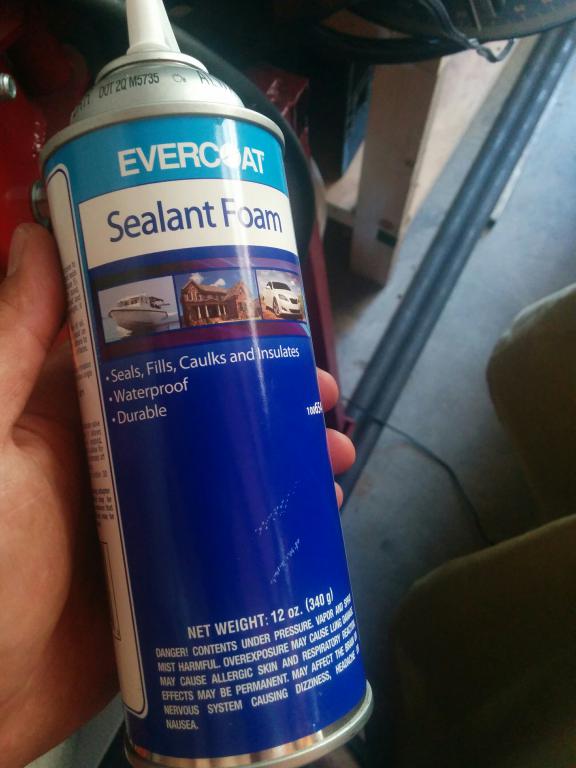 DOT 2Q M5735
EVERCOAT
Sealant Foam
• Seals, Fills, Caulks and Insulates
• Waterproof
• Durable
NET WEIGHT: 12 oz. (340 g)
DANGER! CONTENTS UNDER PRESSURE. VAPOR AND SPRAY
MIST HARMFUL. OVEREXPOSURE MAY CAUSE LUNG DAMAGE.
MAY CAUSE ALLERGIC SKIN AND RESPIRATORY REACTION.
EFFECTS MAY BE PERMANENT. MAY AFFECT THE BRAIN OR
NERVOUS SYSTEM CAUSING DIZZINESS, HEADACHE OR
NAUSEA.